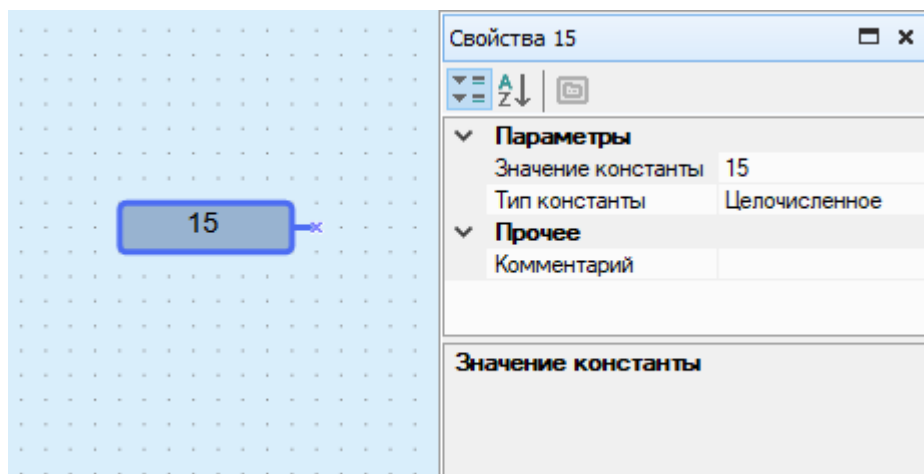 15
Свойства 15
Параметры
Значение константы 15
Тип константы Целочисленное
Прочее
Комментарий
Значение константы